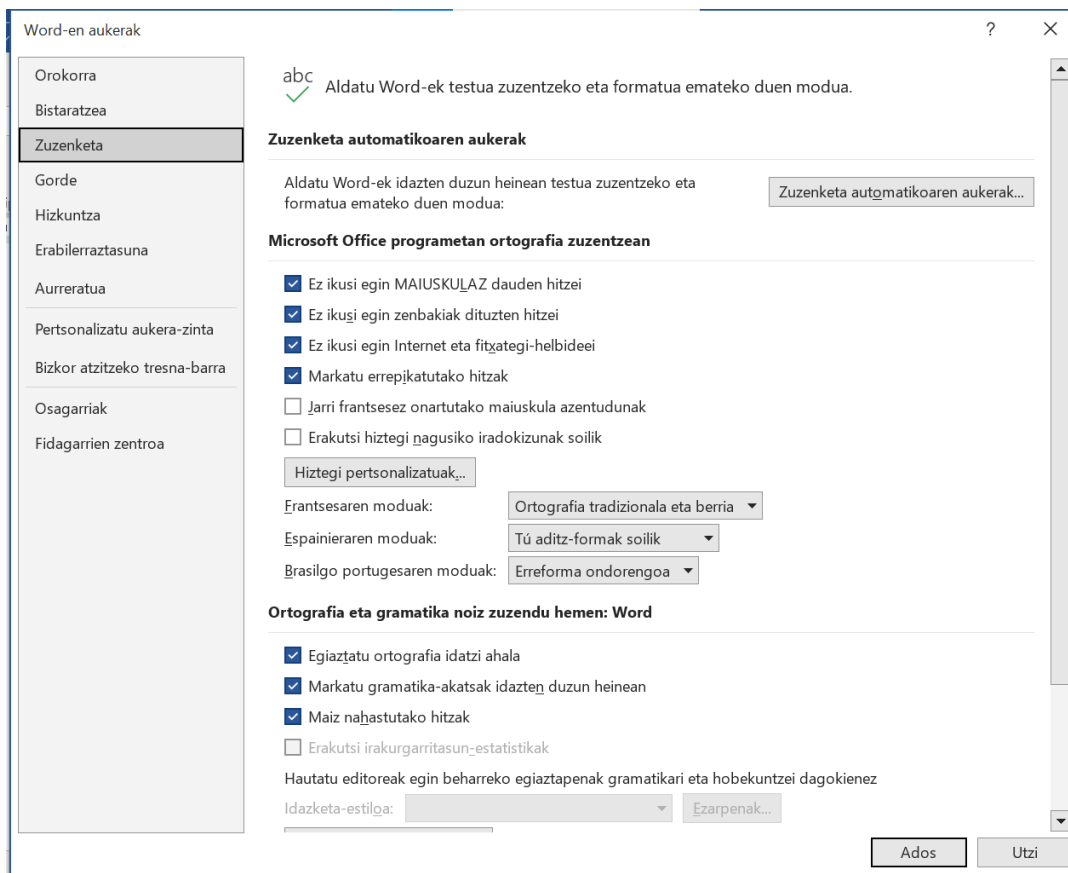 Word-en aukerak
?
Orokorra
Bistaratzea
Zuzenketa
Gorde
Hizkuntza
Erabilerraztasuna
Aurreratua
Pertsonalizatu aukera-zinta
Bizkor atzitzeko tresna-barra
Osagarriak
Fidagarrien zentroa
abc
Aldatu Word-ek testua zuzentzeko eta formatua emateko duen modua.
Zuzenketa automatikoaren aukerak
Aldatu Word-ek idazten duzun heinean testua zuzentzeko eta
formatua emateko duen modua:
Zuzenketa automatikoaren aukerak...
Microsoft Office programetan ortografia zuzentzean
Ez ikusi egin MAIUSKULAZ dauden hitzei
Ez ikusi egin zenbakiak dituzten hitzei
Ez ikusi egin Internet eta fitxategi-helbideei
Markatu errepikatutako hitzak
Jarri frantsesez onartutako maiuskula azentudunak
Erakutsi hiztegi nagusiko iradokizunak soilik
Hiztegi pertsonalizatuak...
Frantsesaren moduak: Ortografia tradizionala eta berria
Espainieraren moduak: Tú aditz-formak soilik
Brasilgo portugesaren moduak: Erreforma ondorengoa
Ortografia eta gramatika noiz zuzendu hemen: Word
Egiaztatu ortografia idatzi ahala
Markatu gramatika-akatsak idazten duzun heinean
Maiz nahastutako hitzak
Erakutsi irakurgarritasun-estatistikak
Hautatu editoreak egin beharreko egiaztapenak gramatikari eta hobekuntzei dagokienez
Idazketa-estiloa: Ezarpenak...
Ados Utzi